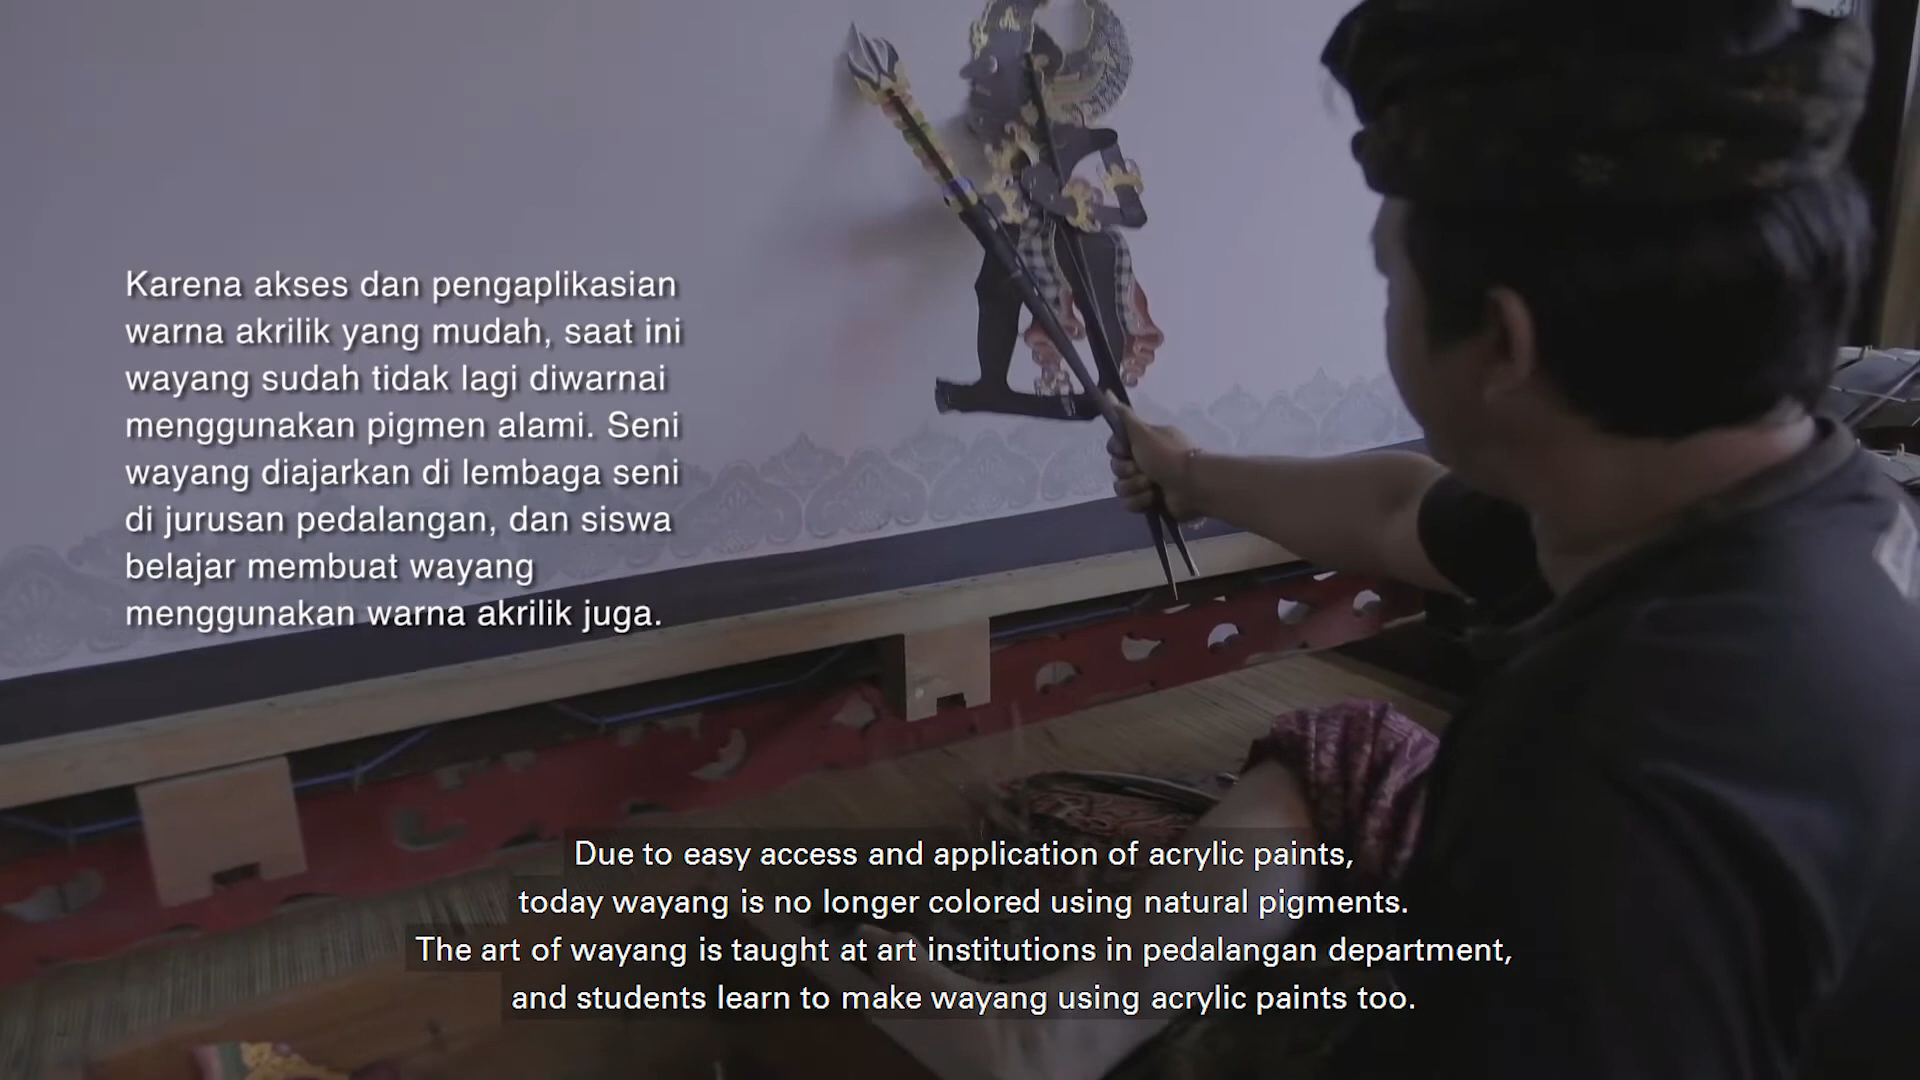 Karena akses dan pengaplikasian
warna akrilik yang mudah, saat ini
wayang sudah tidak lagi diwarnai
menggunakan pigmen alami. Seni
wayang diajarkan di lembaga seni
di jurusan pedalangan, dan siswa
belajar membuat wayang
menggunakan warna akrilik juga.
Due to easy access and application of acrylic paints,
today wayang is no longer colored using natural pigments.
The art of wayang is taught at art institutions in pedalangan department,
and students learn to make wayang using acrylic paints too.